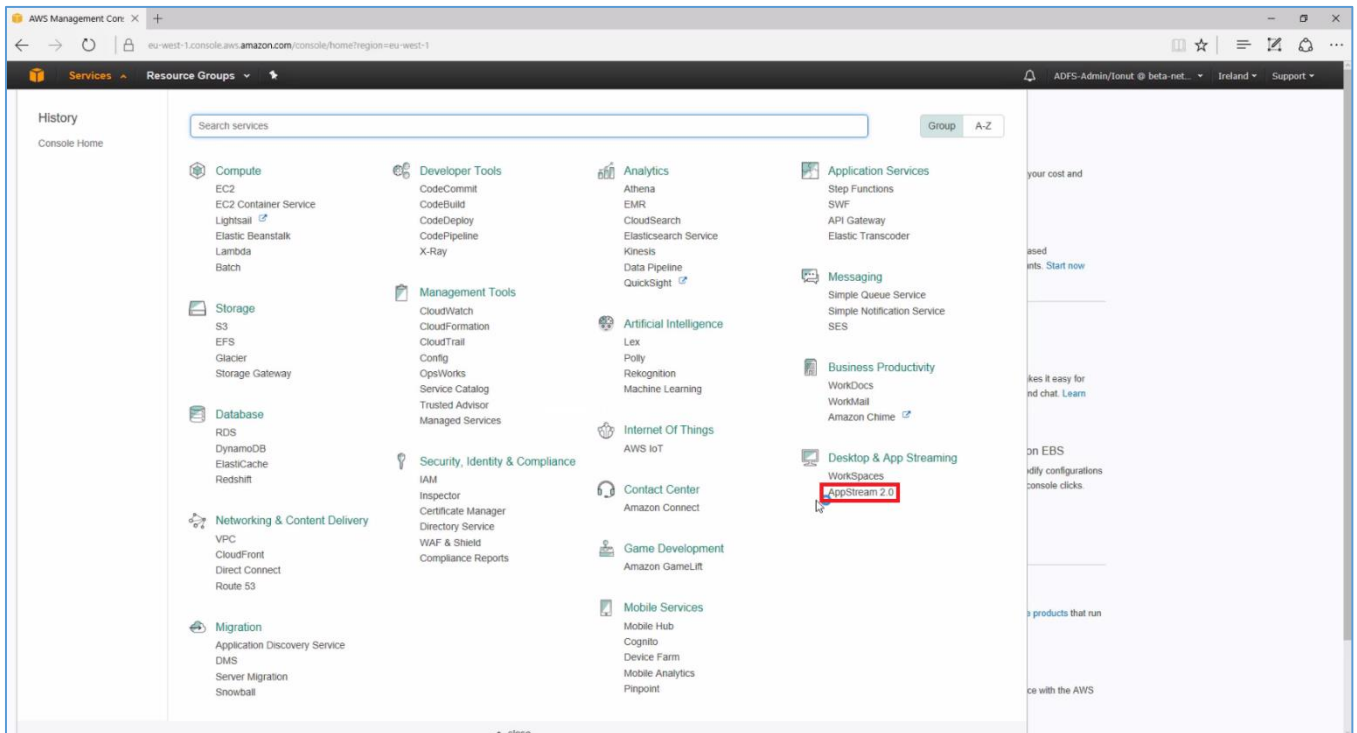 AWS Management Con:
eu-west-1.console.aws.amazon.com/console/home?region=eu-west-1
Services
Resource Groups
ADFS-Admin/Ionut @ beta-net...
Ireland
Support
History
Console Home
Search services
Group
A-Z
Compute
EC2
EC2 Container Service
Lightsail
Elastic Beanstalk
Lambda
Batch
Storage
S3
EFS
Glacier
Storage Gateway
Database
RDS
DynamoDB
ElastiCache
Redshift
Networking & Content Delivery
VPC
CloudFront
Direct Connect
Route 53
Migration
Application Discovery Service
DMS
Server Migration
Snowball
Developer Tools
CodeCommit
CodeBuild
CodeDeploy
CodePipeline
X-Ray
Management Tools
CloudWatch
CloudFormation
CloudTrail
Config
OpsWorks
Service Catalog
Trusted Advisor
Managed Services
Security, Identity & Compliance
IAM
Inspector
Certificate Manager
Directory Service
WAF & Shield
Compliance Reports
Analytics
Athena
EMR
CloudSearch
Elasticsearch Service
Kinesis
Data Pipeline
QuickSight
Artificial Intelligence
Lex
Polly
Rekognition
Machine Learning
Internet Of Things
AWS IoT
Contact Center
Amazon Connect
Game Development
Amazon GameLift
Mobile Services
Mobile Hub
Cognito
Device Farm
Mobile Analytics
Pinpoint
Application Services
Step Functions
SWF
API Gateway
Elastic Transcoder
Messaging
Simple Queue Service
Simple Notification Service
SES
Business Productivity
WorkDocs
WorkMail
Amazon Chime
Desktop & App Streaming
WorkSpaces
AppStream 2.0
your cost and
ased
nts. Start now
kes it easy for
nd chat. Learn
on EBS
dify configurations
console clicks.
products that run
ce with the AWS